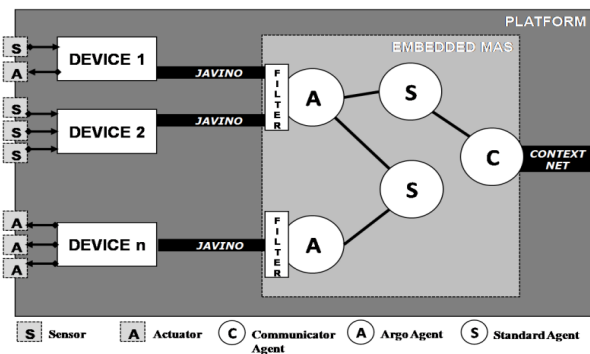 PLATFORM
EMBEDDED MAS
S
A
DEVICE 1
JAVINO
FILTER
A
S
S
S
S
DEVICE 2
JAVINO
C
CONTEXT NET
S
A
A
A
DEVICE n
JAVINO
FILTER
A
S Sensor
A Actuator
C Communicator Agent
A Argo Agent
S Standard Agent